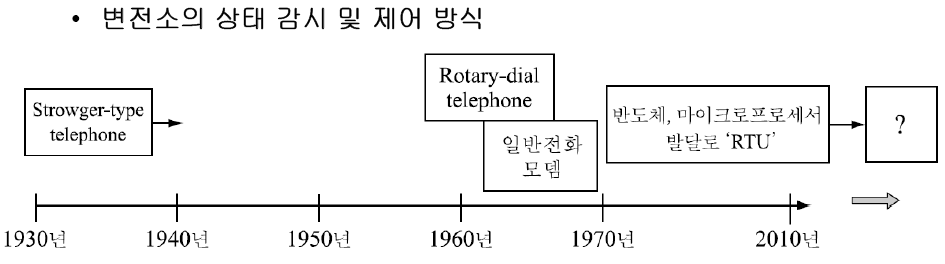 • 변전소의 상태 감시 및 제어 방식
Strowger-type
telephone
Rotary-dial
telephone
일반전화
모뎀
반도체, 마이크로프로세서
발달로 ‘RTU’
?
1930년
1940년
1950년
1960년
1970년
2010년